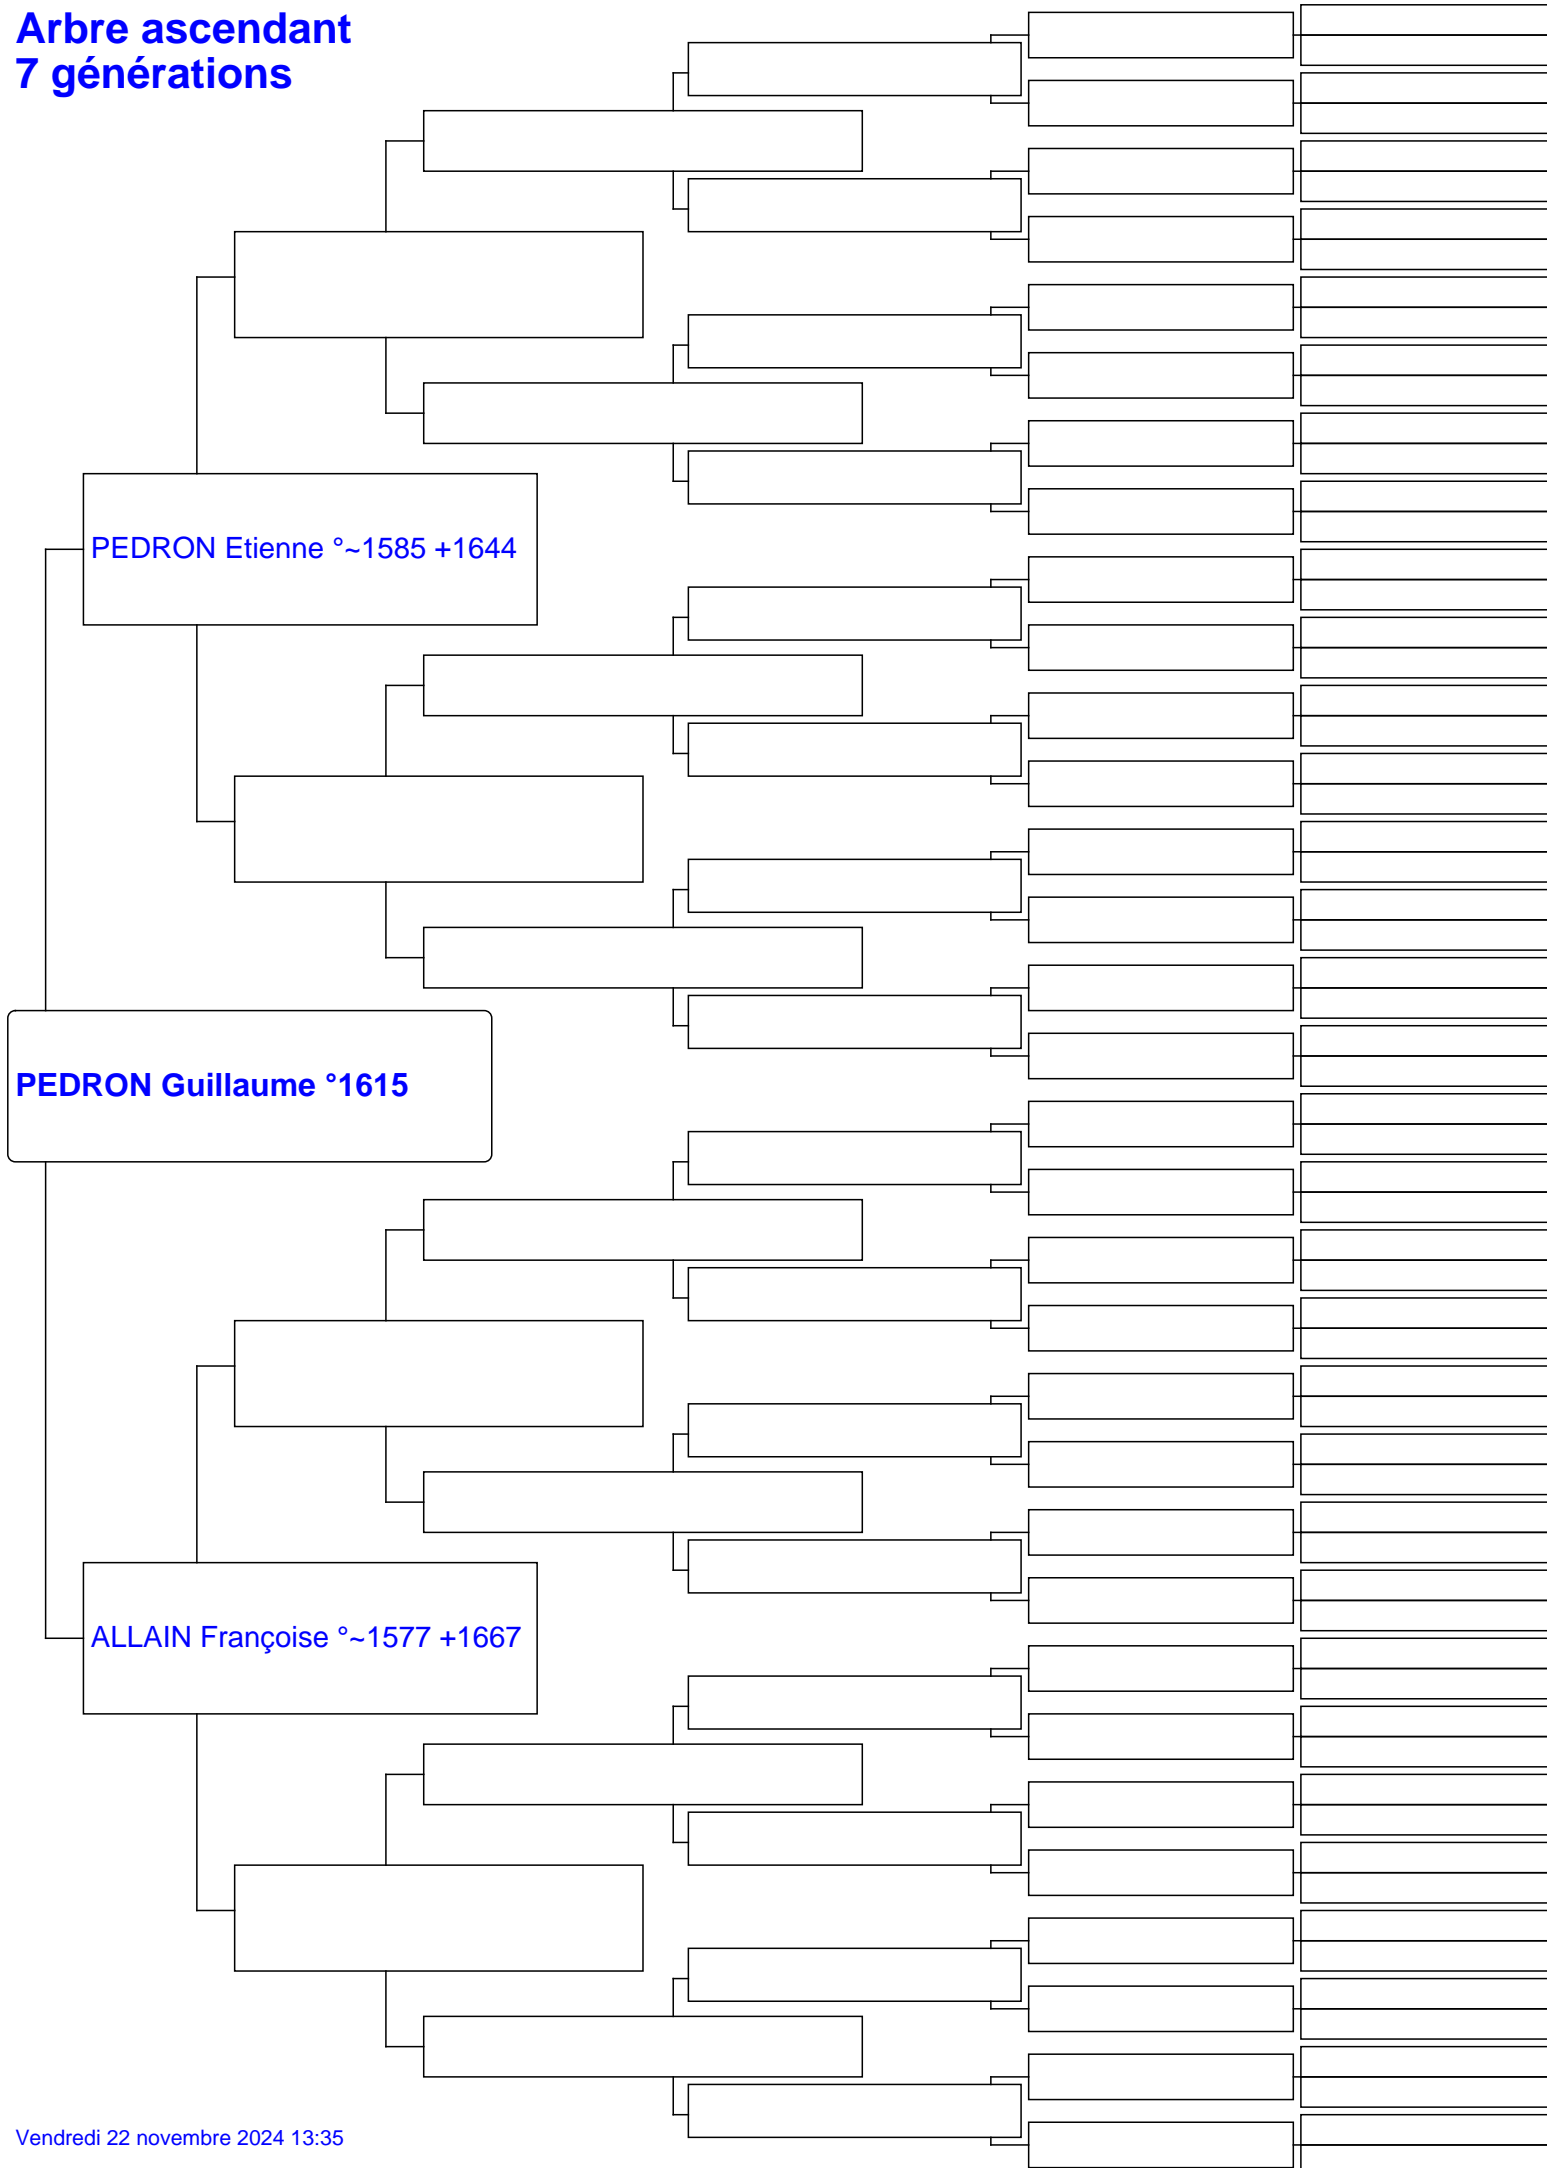 Arbre ascendant
7 générations
PEDRON Etienne °~1585 +1644
PEDRON Guillaume °1615
ALLAIN Françoise °~1577 +1667
Vendredi 22 novembre 2024 13:35